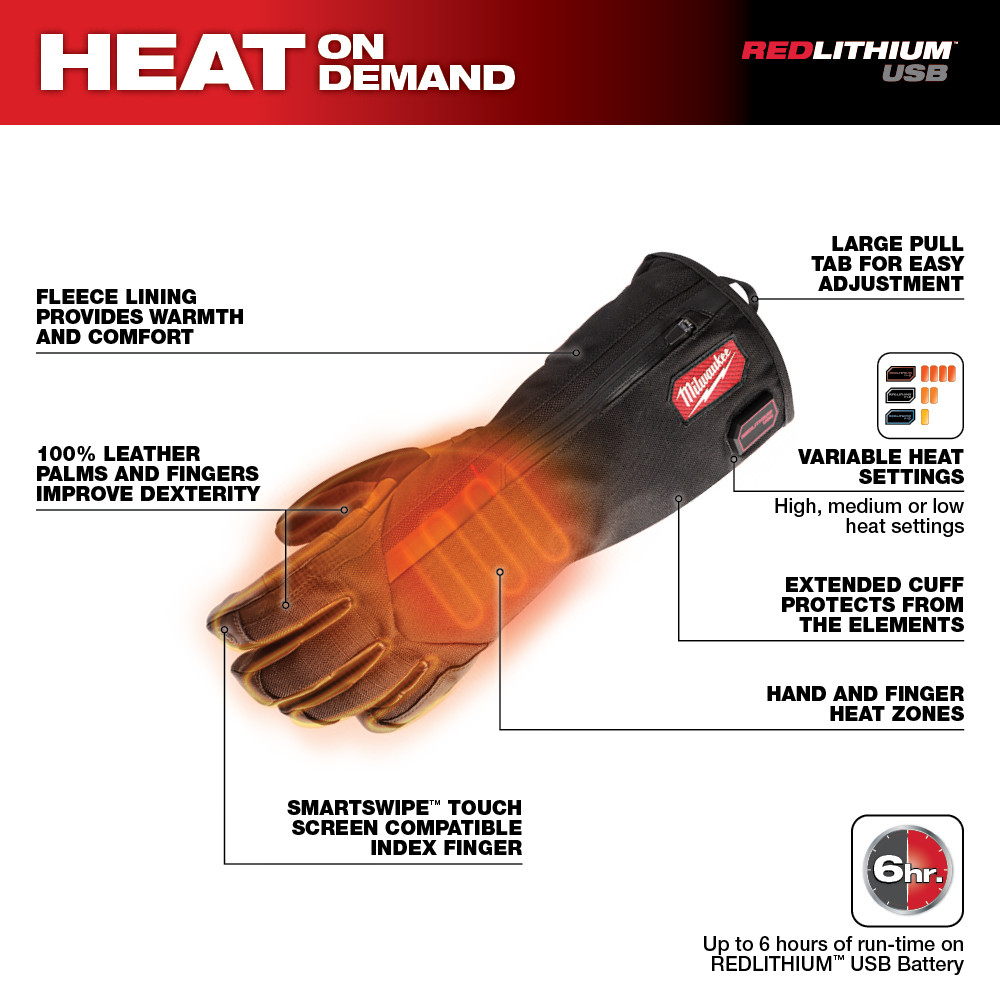 HEAT ON
DEMAND
REDLITHIUM™
USB
LARGE PULL
TAB FOR EASY
ADJUSTMENT
FLEECE LINING
PROVIDES WARMTH
AND COMFORT
Milwaukee
100% LEATHER
PALMS AND FINGERS
IMPROVE DEXTERITY
VARIABLE HEAT
SETTINGS
High, medium or low
heat settings
EXTENDED CUFF
PROTECTS FROM
THE ELEMENTS
HAND AND FINGER
HEAT ZONES
SMARTSWIPE™ TOUCH
SCREEN COMPATIBLE
INDEX FINGER
6hr.
Up to 6 hours of run-time on
REDLITHIUM™ USB Battery